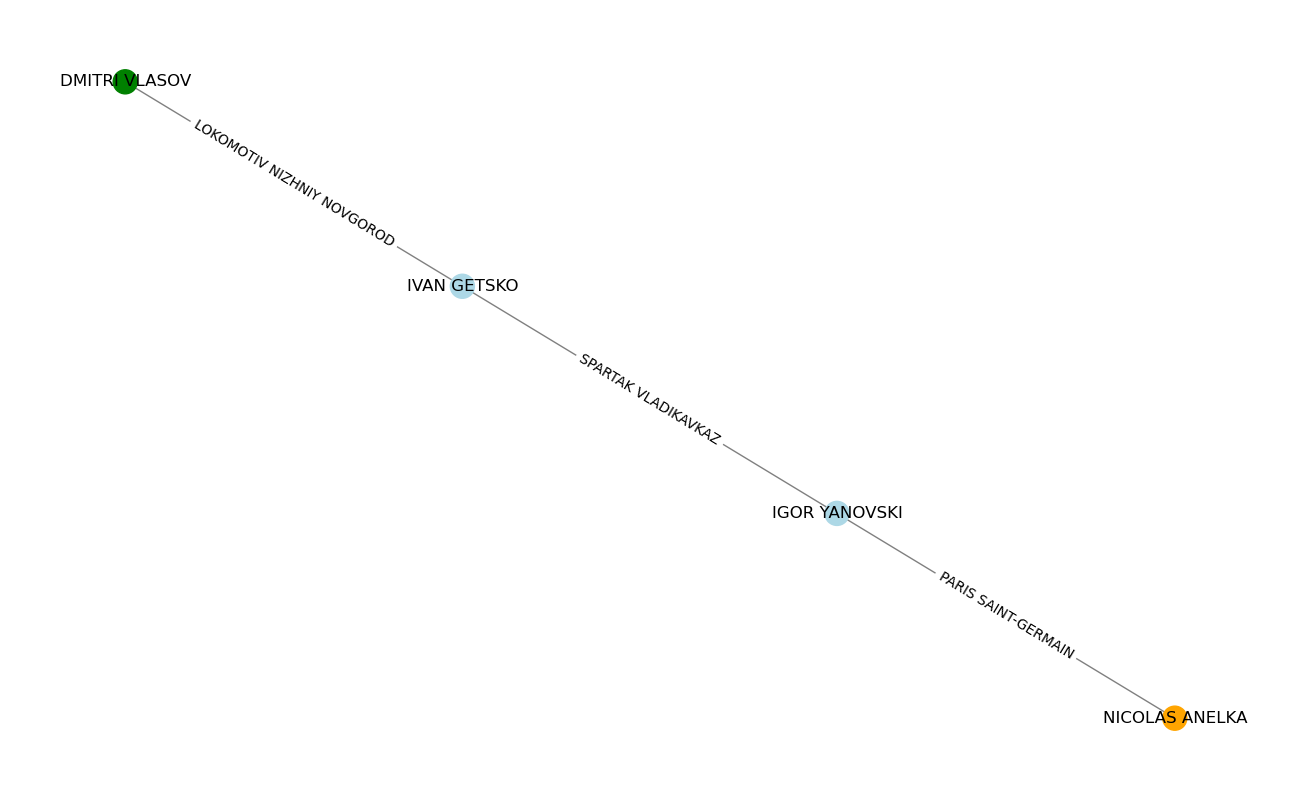 DMITRI VLASOV
LOKOMOTIV NIZHNIY NOVGOROD
IVAN GETSKO
SPARTAK VLADIKAVKAZ
IGOR YANOVSKI
PARIS SAINT-GERMAIN
NICOLAS ANELKA